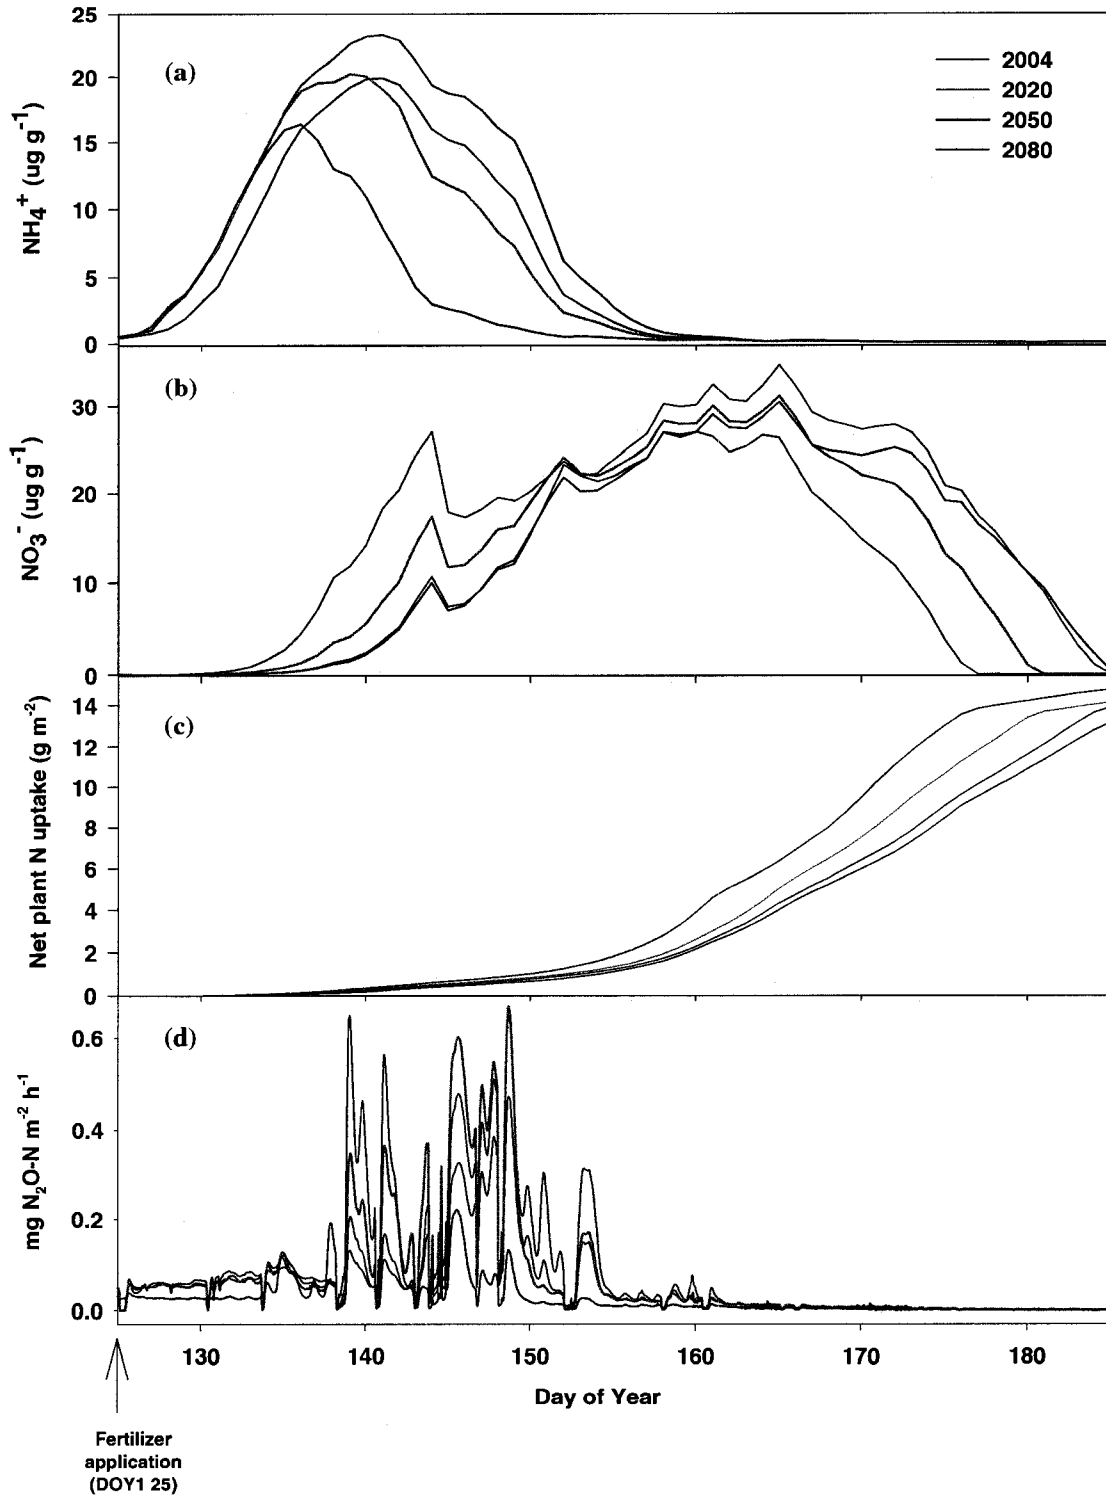 25
20
15
10
5
0
NH4+ (ug g-1)
(a)
2004
2020
2050
2080
30
20
10
0
NO3- (ug g-1)
(b)
14
12
10
8
6
4
2
0
Net plant N uptake (g m-2)
(c)
0.6
0.4
0.2
0.0
mg N2O-N m-2 h-1
(d)
130 140 150 160 170 180
Day of Year
Fertilizer
application
(DOY1 25)